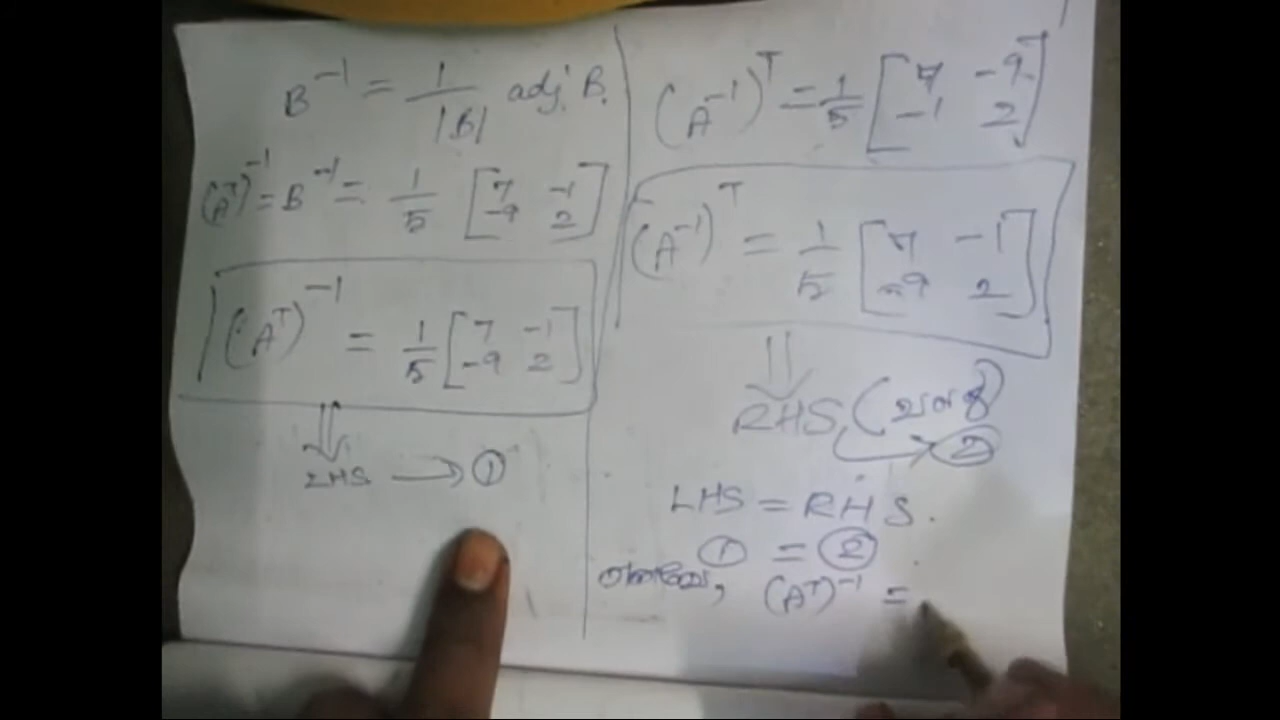 B⁻¹ = 1/|B| adj B.
(Aᵀ)⁻¹ = B⁻¹ = 1/5 [7 -1
-9 2]
(Aᵀ)⁻¹ = 1/5 [7 -1
-9 2]
⇓
LHS → ①
(A⁻¹)ᵀ = 1/5 [7 -9
-1 2]ᵀ
(A⁻¹)ᵀ = 1/5 [7 -1
-9 2]
⇓
RHS (
→ ②
LHS = RHS.
① = ②
எனவே, (Aᵀ)⁻¹ =